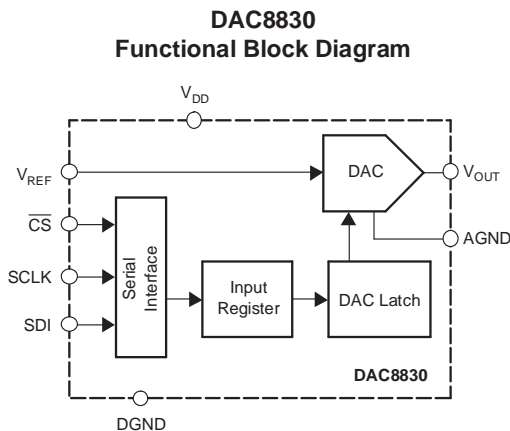 DAC8830
Functional Block Diagram
VDD
VREF
DAC
VOUT
CS
AGND
SCLK
Serial
Interface
Input
Register
DAC Latch
SDI
DAC8830
DGND